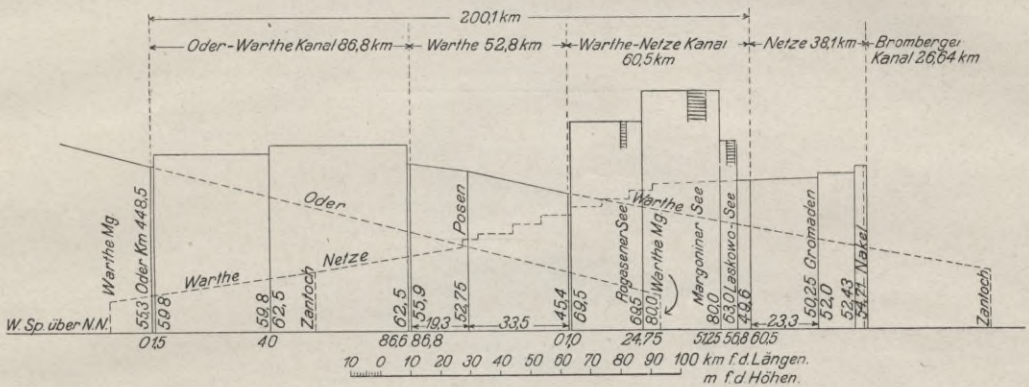 200,1 km
Oder-Warthe Kanal 86,8 km
Warthe 52,8 km
Warthe-Netze Kanal
60,5 km
Netze 38,1 km
Bromberger
Kanal 26,64 km
Oder
Warthe
Netze
Warthe
Warthe Mg
Oder Km 448,5
55,3
59,8
59,8
62,5
Zantoch
62,5
55,9
Posen
52,75
45,4
69,5
Rogasener See
69,5
80,0
Warthe Mg
Margoniner See
80,0
63,0
Laskowo-See
49,6
50,25 Gromaden
52,0
52,43
54,71 Nakel
Zantoch
W. Sp. über N.N.
19,3
33,5
23,3
0 1,5
40
86,6 86,8
0 1,0
24,75
51,25 56,8 60,5
10 0 10 20 30 40 50 60 70 80 90 100 km f.d. Längen.
m f.d. Höhen.